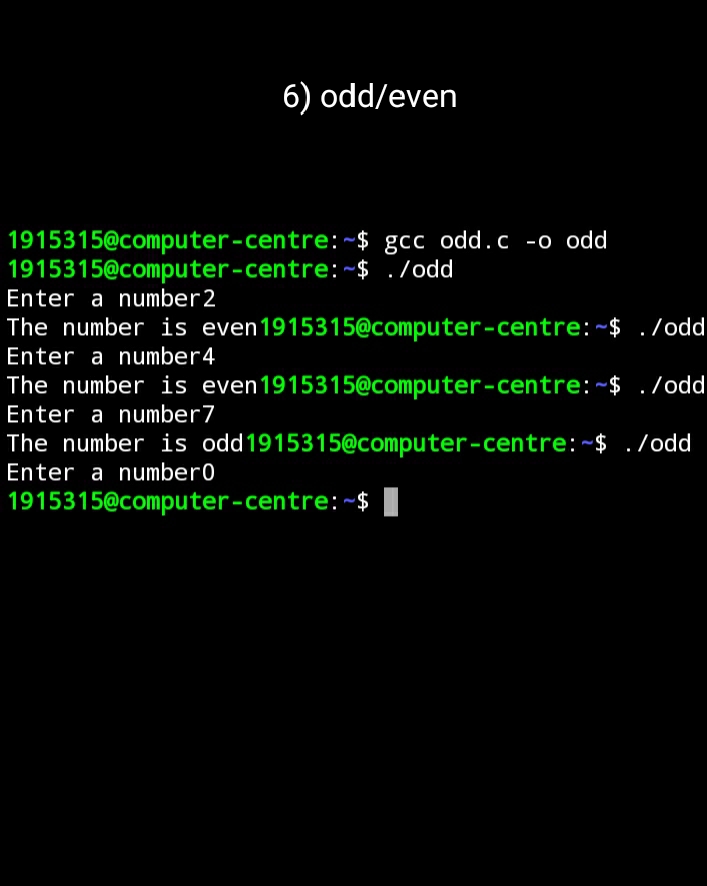 6) odd/even
1915315@computer-centre:~$ gcc odd.c -o odd
1915315@computer-centre:~$ ./odd
Enter a number2
The number is even1915315@computer-centre:~$ ./odd
Enter a number4
The number is even1915315@computer-centre:~$ ./odd
Enter a number7
The number is odd1915315@computer-centre:~$ ./odd
Enter a number0
1915315@computer-centre:~$